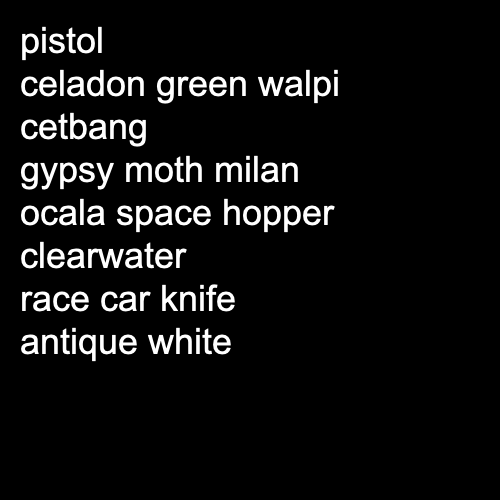 pistol
celadon green walpi
cetbang
gypsy moth milan
ocala space hopper
clearwater
race car knife
antique white